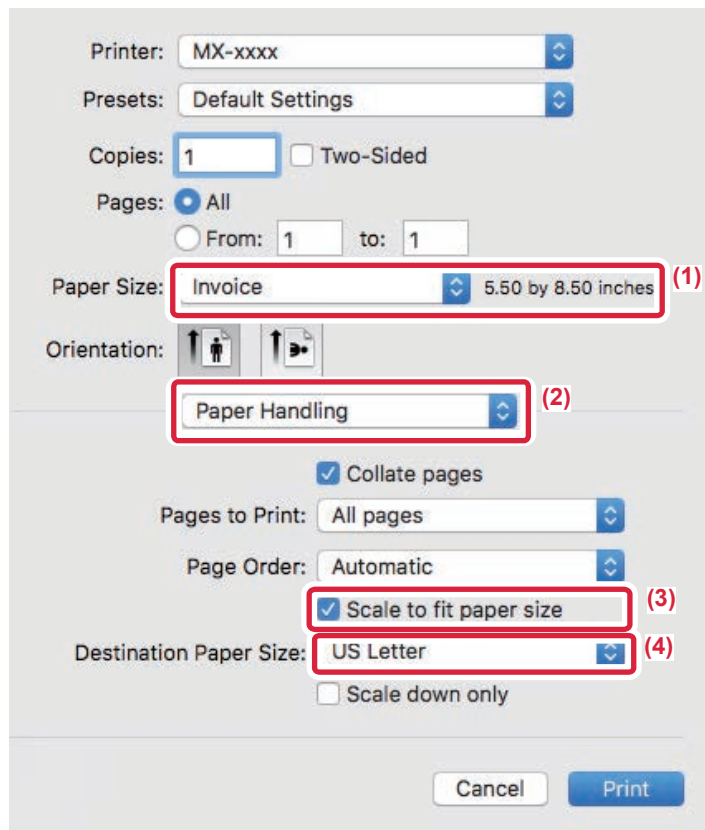 Printer: MX-xxxx
Presets: Default Settings
Copies: 1 Two-Sided
Pages: All
From: 1 to: 1
Paper Size: Invoice 5.50 by 8.50 inches (1)
Orientation:
Paper Handling (2)
Collate pages
Pages to Print: All pages
Page Order: Automatic
Scale to fit paper size (3)
Destination Paper Size: US Letter (4)
Scale down only
Cancel Print